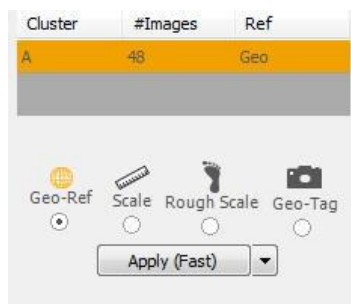 Cluster #Images Ref
A 48 Geo
Geo-Ref Scale Rough Scale Geo-Tag
Apply (Fast)